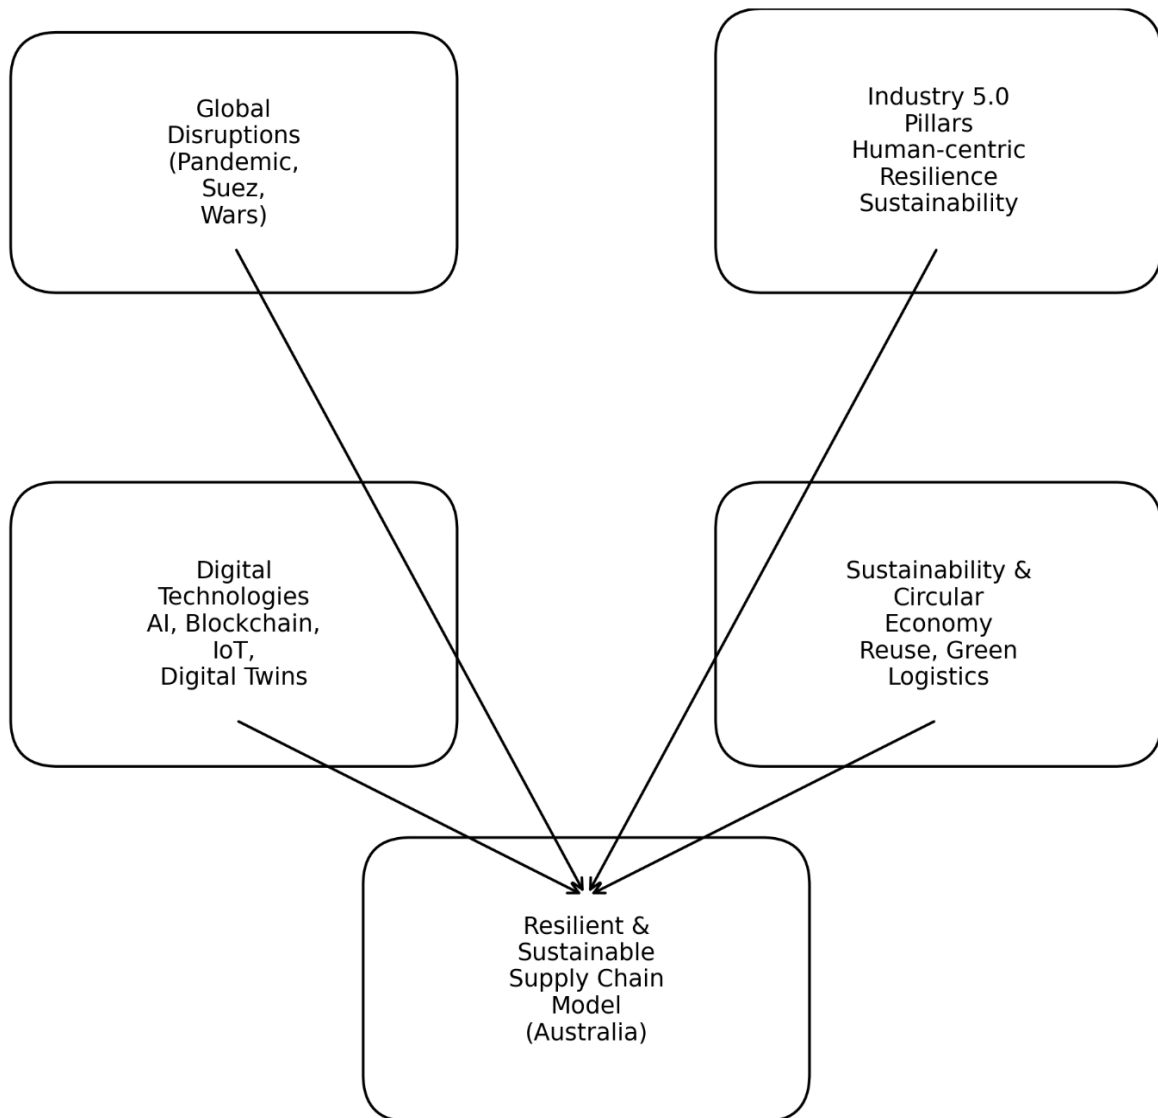 Global
Disruptions
(Pandemic,
Suez,
Wars)
Industry 5.0
Pillars
Human-centric
Resilience
Sustainability
Digital
Technologies
AI, Blockchain,
IoT,
Digital Twins
Sustainability &
Circular
Economy
Reuse, Green
Logistics
Resilient &
Sustainable
Supply Chain
Model
(Australia)